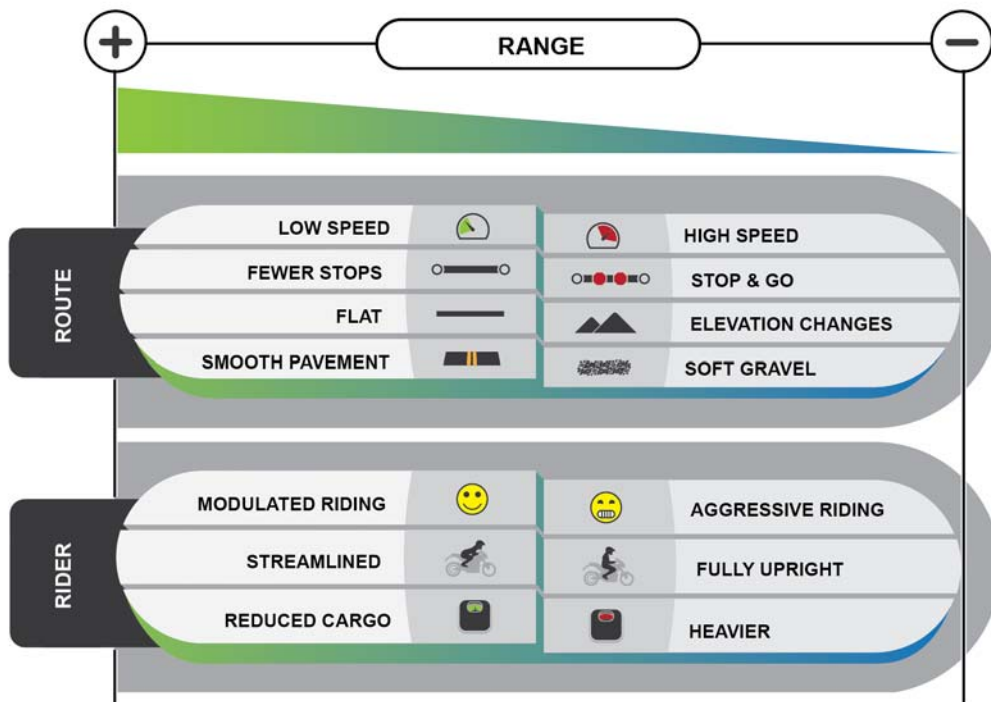 +
RANGE
−
ROUTE
LOW SPEED
HIGH SPEED
FEWER STOPS
STOP & GO
FLAT
ELEVATION CHANGES
SMOOTH PAVEMENT
SOFT GRAVEL
RIDER
MODULATED RIDING
AGGRESSIVE RIDING
STREAMLINED
FULLY UPRIGHT
REDUCED CARGO
HEAVIER